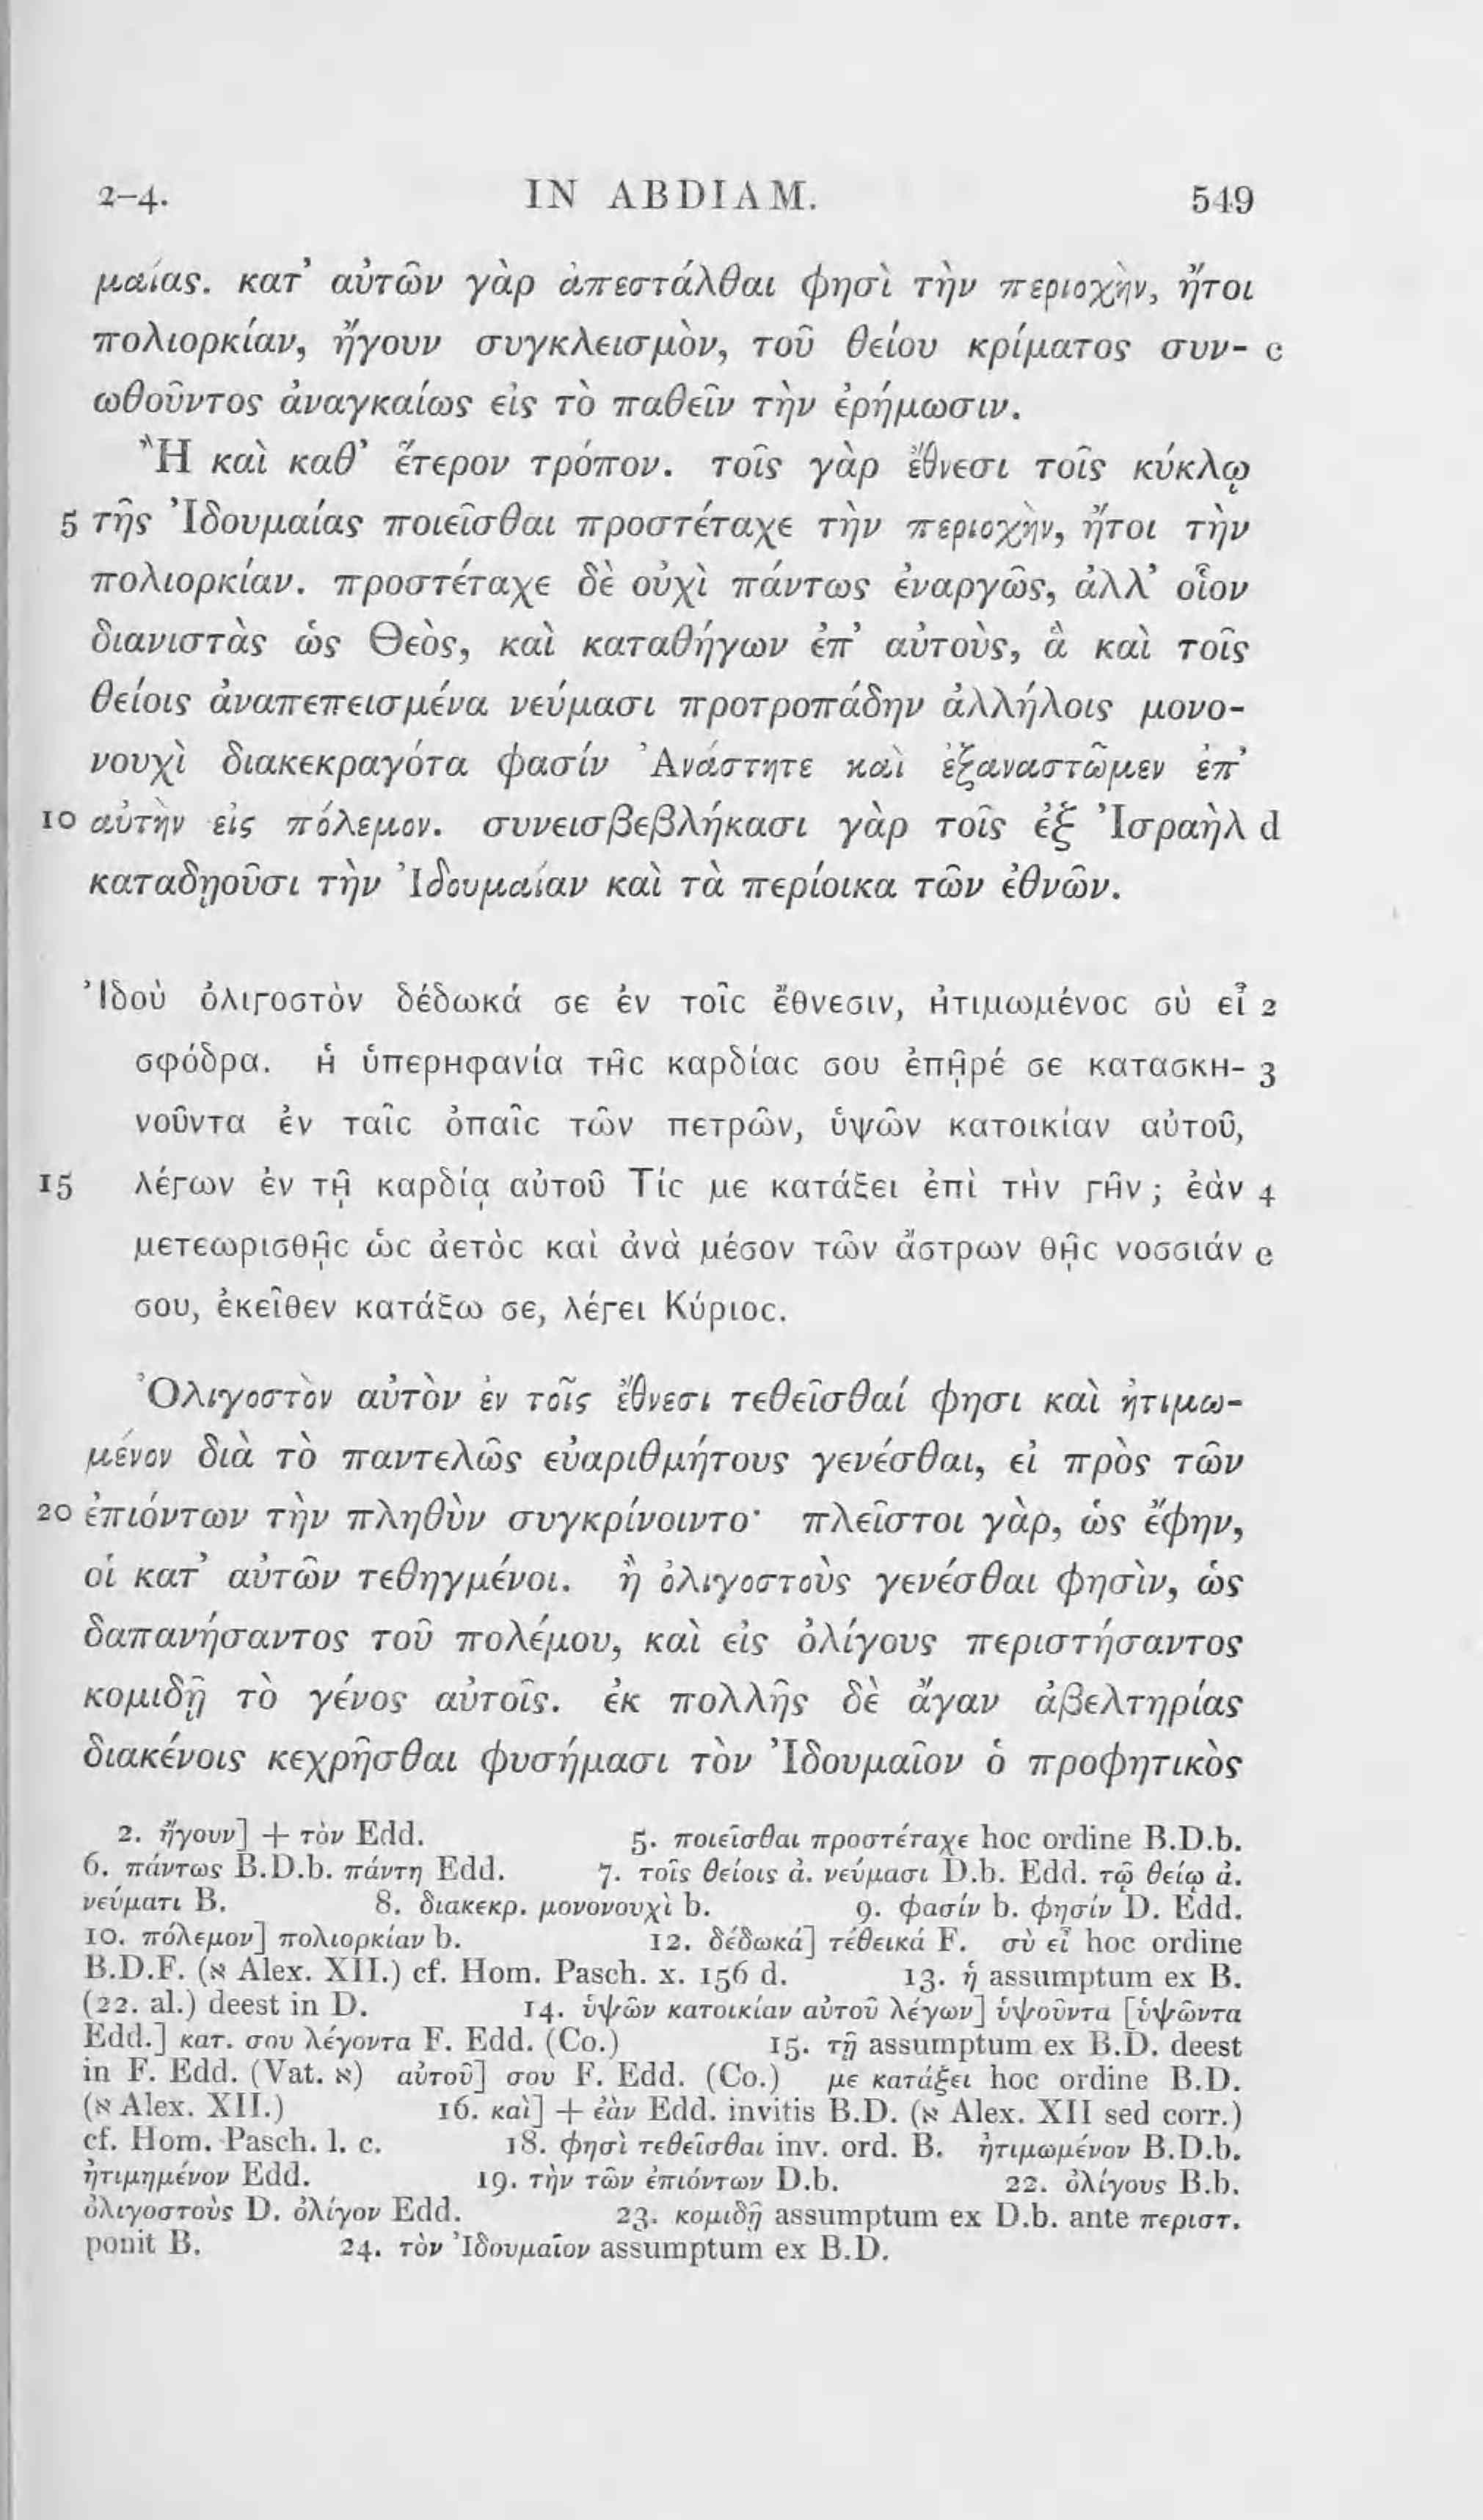 2-4. IN ABDIAM. 549
μαίας. κατ’ αὐτῶν γὰρ ἀπεστάλθαι φησὶ τὴν περιοχὴν, ἤτοι
πολιορκίαν, ἤγουν συγκλεισμὸν, τοῦ θείου κρίματος συν- c
ωθοῦντος ἀναγκαίως εἰς τὸ παθεῖν τὴν ἐρήμωσιν.
Ἢ καὶ καθ’ ἕτερον τρόπον. τοῖς γὰρ ἔθνεσι τοῖς κύκλῳ
5 τῆς Ἰδουμαίας ποιεῖσθαι προστέταχε τὴν περιοχὴν, ἤτοι τὴν
πολιορκίαν. προστέταχε δὲ οὐχὶ πάντως ἐναργῶς, ἀλλ’ οἷον
διανιστὰς ὡς Θεὸς, καὶ καταθήγων ἐπ’ αὐτοὺς, ἃ καὶ τοῖς
θείοις ἀναπεπεισμένα νεύμασι προτροπάδην ἀλλήλοις μονο-
νουχὶ διακεκραγότα φασίν Ἀνάστητε καὶ ἐξαναστῶμεν ἐπ’
10 αὐτὴν εἰς πόλεμον. συνεισβεβλήκασι γὰρ τοῖς ἐξ Ἰσραὴλ d
καταδῃοῦσι τὴν Ἰδουμαίαν καὶ τὰ περίοικα τῶν ἐθνῶν.
Ἰδοὺ ὀλιγοστὸν δέδωκά σε ἐν τοῖς ἔθνεσιν, ἠτιμωμένος σὺ εἶ 2
σφόδρα. ἡ ὑπερηφανία τῆς καρδίας σου ἐπῆρέ σε κατασκη- 3
νοῦντα ἐν ταῖς ὀπαῖς τῶν πετρῶν, ὑψῶν κατοικίαν αὐτοῦ,
15 λέγων ἐν τῇ καρδίᾳ αὐτοῦ Τίς με κατάξει ἐπὶ τὴν γῆν; ἐὰν 4
μετεωρισθῇς ὡς ἀετὸς καὶ ἀνὰ μέσον τῶν ἄστρων θῇς νοσσιάν e
σου, ἐκεῖθεν κατάξω σε, λέγει Κύριος.
Ὀλιγοστὸν αὐτὸν ἐν τοῖς ἔθνεσι τεθεῖσθαί φησι καὶ ἠτιμω-
μένον διὰ τὸ παντελῶς εὐαριθμήτους γενέσθαι, εἰ πρὸς τῶν
20 ἐπιόντων τὴν πληθὺν συγκρίνοιντο· πλεῖστοι γὰρ, ὡς ἔφην,
οἱ κατ’ αὐτῶν τεθηγμένοι. ἢ ὀλιγοστοὺς γενέσθαι φησὶν, ὡς
δαπανήσαντος τοῦ πολέμου, καὶ εἰς ὀλίγους περιστήσαντος
κομιδῇ τὸ γένος αὐτοῖς. ἐκ πολλῆς δὲ ἄγαν ἀβελτηρίας
διακένοις κεχρῆσθαι φυσήμασι τὸν Ἰδουμαῖον ὁ προφητικὸς
2. ἤγουν] + τὸν Edd. 5. ποιεῖσθαι προστέταχε hoc ordine B.D.b.
6. πάντως B.D.b. πάντη Edd. 7. τοῖς θείοις ἀ. νεύμασι D.b. Edd. τῷ θείῳ ἀ.
νεύματι B. 8. διακεκρ. μονονουχὶ b. 9. φασίν b. φησίν D. Edd.
10. πόλεμον] πολιορκίαν b. 12. δέδωκά] τέθεικά F. σὺ εἶ hoc ordine
B.D.F. (א Alex. XII.) cf. Hom. Pasch. x. 156 d. 13. ἡ assumptum ex B.
(22. al.) deest in D. 14. ὑψῶν κατοικίαν αὐτοῦ λέγων] ὑψοῦντα [ὑψῶντα
Edd.] κατ. σου λέγοντα F. Edd. (Co.) 15. τῇ assumptum ex B.D. deest
in F. Edd. (Vat. א) αὐτοῦ] σου F. Edd. (Co.) με κατάξει hoc ordine B.D.
(א Alex. XII.) 16. καὶ] + ἐὰν Edd. invitis B.D. (א Alex. XII sed corr.)
cf. Hom. Pasch. l. c. 18. φησὶ τεθεῖσθαι inv. ord. B. ἠτιμωμένον B.D.b.
ἠτιμημένον Edd. 19. τὴν τῶν ἐπιόντων D.b. 22. ὀλίγους B.b.
ὀλιγοστοὺς D. ὀλίγον Edd. 23. κομιδῇ assumptum ex D.b. ante περιστ.
ponit B. 24. τὸν Ἰδουμαῖον assumptum ex B.D.